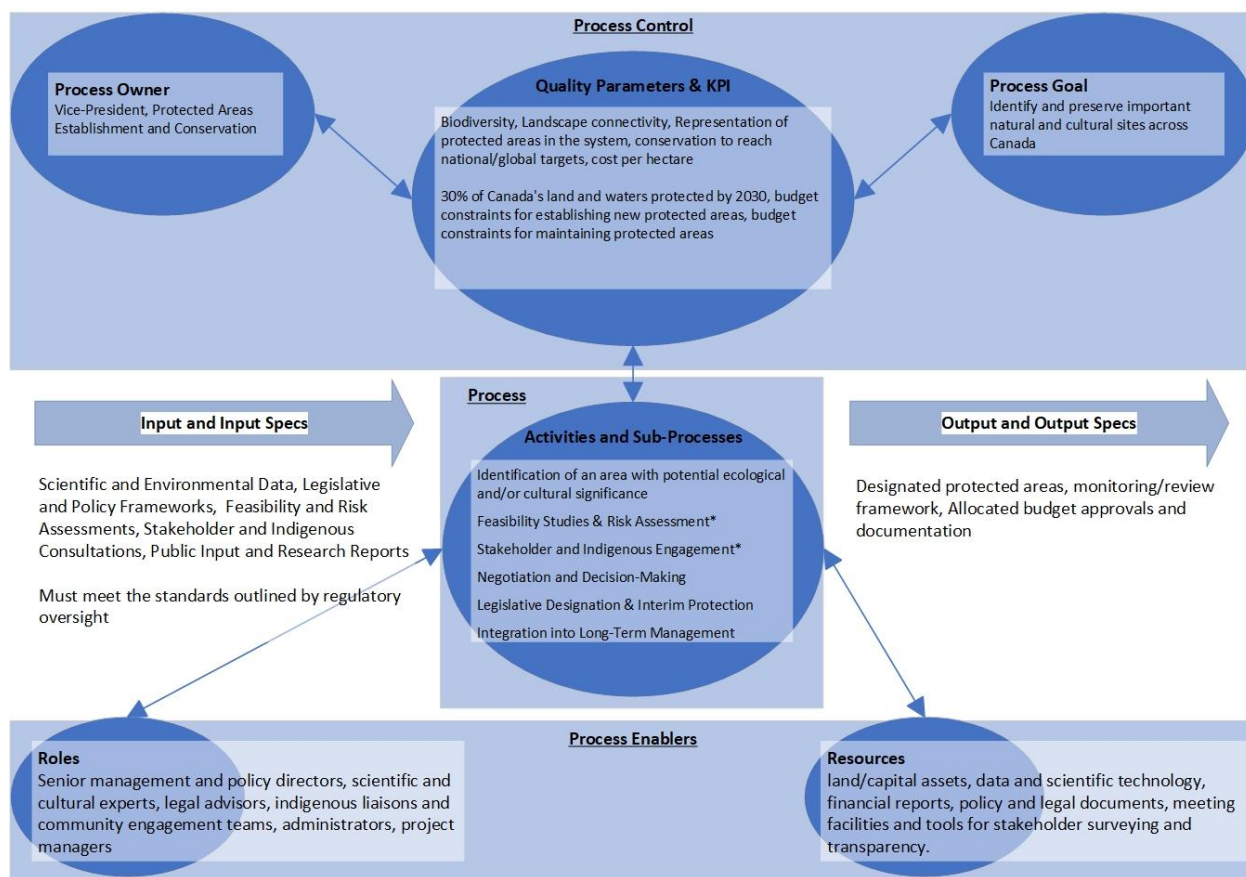 Process Control
Process Owner
Vice-President, Protected Areas
Establishment and Conservation
Quality Parameters & KPI
Biodiversity, Landscape connectivity, Representation of
protected areas in the system, conservation to reach
national/global targets, cost per hectare
30% of Canada's land and waters protected by 2030, budget
constraints for establishing new protected areas, budget
constraints for maintaining protected areas
Process Goal
Identify and preserve important
natural and cultural sites across
Canada
Input and Input Specs
Scientific and Environmental Data, Legislative
and Policy Frameworks, Feasibility and Risk
Assessments, Stakeholder and Indigenous
Consultations, Public Input and Research Reports
Must meet the standards outlined by regulatory
oversight
Process
Activities and Sub-Processes
Identification of an area with potential ecological
and/or cultural significance
Feasibility Studies & Risk Assessment*
Stakeholder and Indigenous Engagement*
Negotiation and Decision-Making
Legislative Designation & Interim Protection
Integration into Long-Term Management
Output and Output Specs
Designated protected areas, monitoring/review
framework, Allocated budget approvals and
documentation
Process Enablers
Roles
Senior management and policy directors, scientific and
cultural experts, legal advisors, indigenous liaisons and
community engagement teams, administrators, project
managers
Resources
land/capital assets, data and scientific technology,
financial reports, policy and legal documents, meeting
facilities and tools for stakeholder surveying and
transparency.